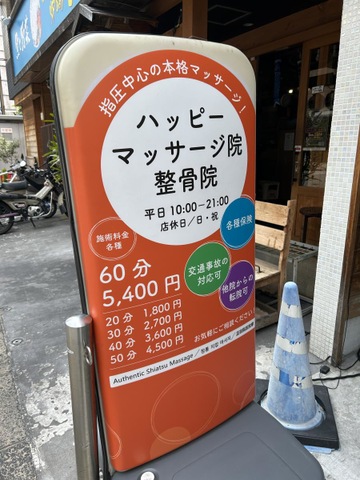 指圧中心の本格マッサージ！
ハッピー
マッサージ院
整骨院
平日 10:00−21:00
店休日／日・祝
各種保険
施術料金
各種
交通事故の
対応可
他院からの
転院可
60分
5,400円
20分 1,800円
30分 2,700円
40分 3,600円
50分 4,500円
お気軽にご相談ください
Authentic Shiatsu Massage